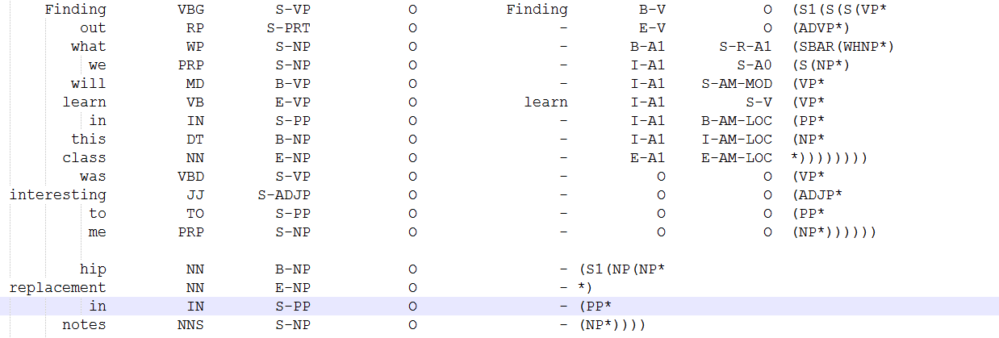 Finding VBG S-VP O Finding B-V O (S1(S(S(VP*
out RP S-PRT O - E-V O (ADVP*)
what WP S-NP O - B-A1 S-R-A1 (SBAR(WHNP*)
we PRP S-NP O - I-A1 S-A0 (S(NP*)
will MD B-VP O - I-A1 S-AM-MOD (VP*
learn VB E-VP O learn I-A1 S-V (VP*
in IN S-PP O - I-A1 B-AM-LOC (PP*
this DT B-NP O - I-A1 I-AM-LOC (NP*
class NN E-NP O - E-A1 E-AM-LOC *))))))))
was VBD S-VP O - O O (VP*
interesting JJ S-ADJP O - O O (ADJP*
to TO S-PP O - O O (PP*
me PRP S-NP O - O O (NP*))))))
hip NN B-NP O - (S1(NP(NP*
replacement NN E-NP O - *)
in IN S-PP O - (PP*
notes NNS S-NP O - (NP*))))